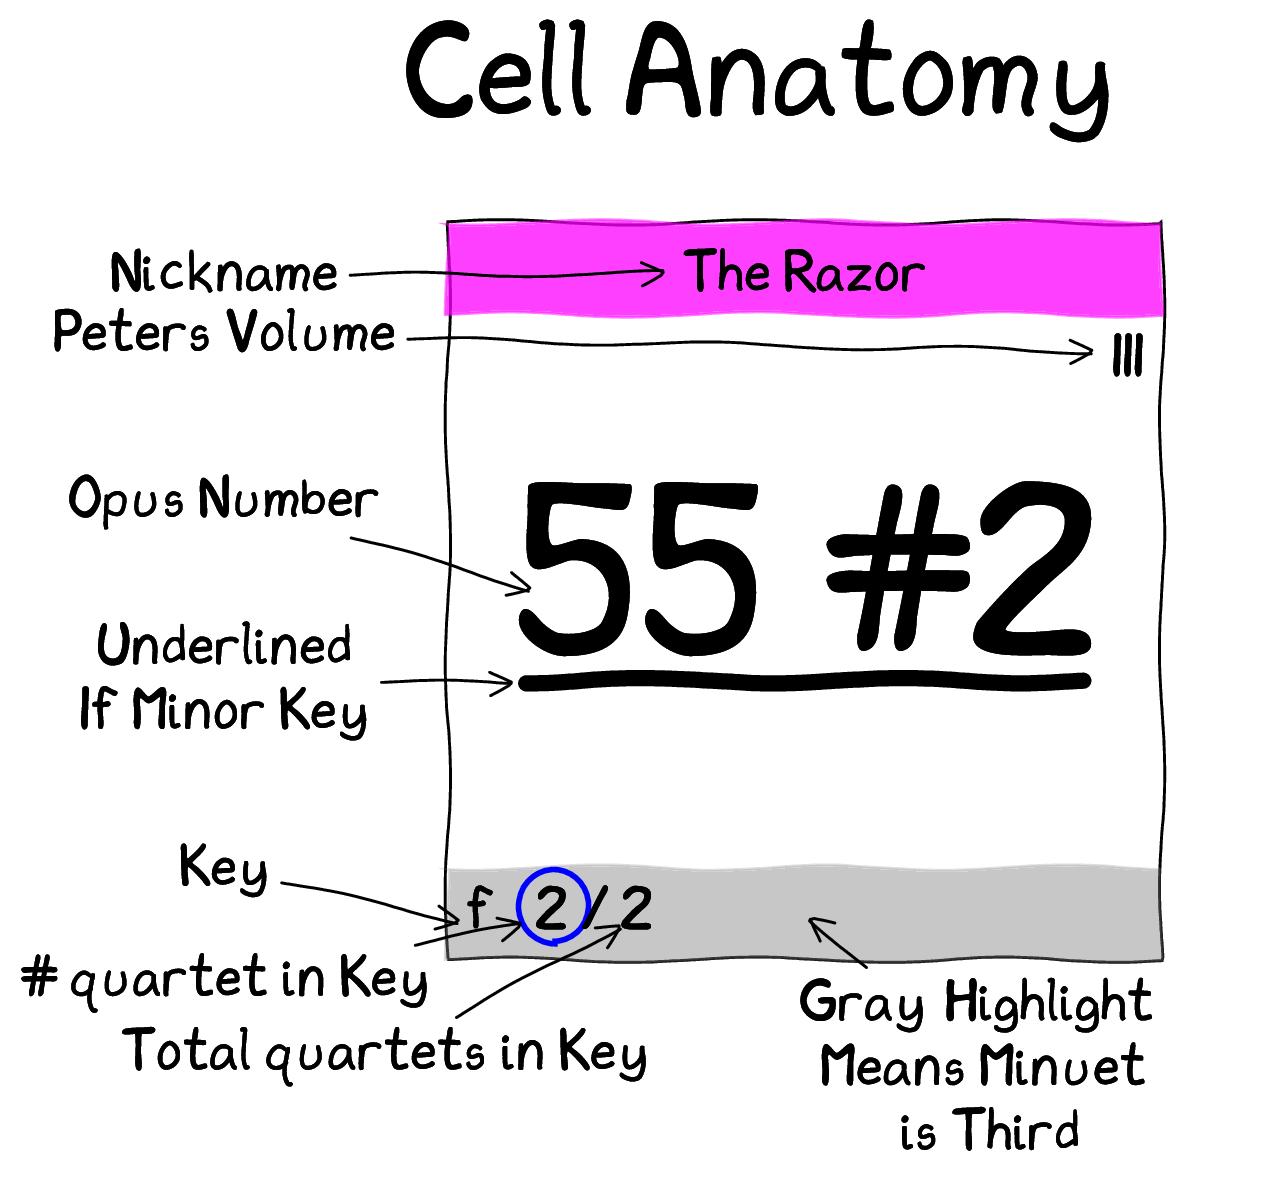 Cell Anatomy
Nickname
The Razor
Peters Volume
III
Opus Number
55 #2
Underlined
If Minor Key
Key
f 2/2
# quartet in Key
Total quartets in Key
Gray Highlight
Means Minuet
is Third